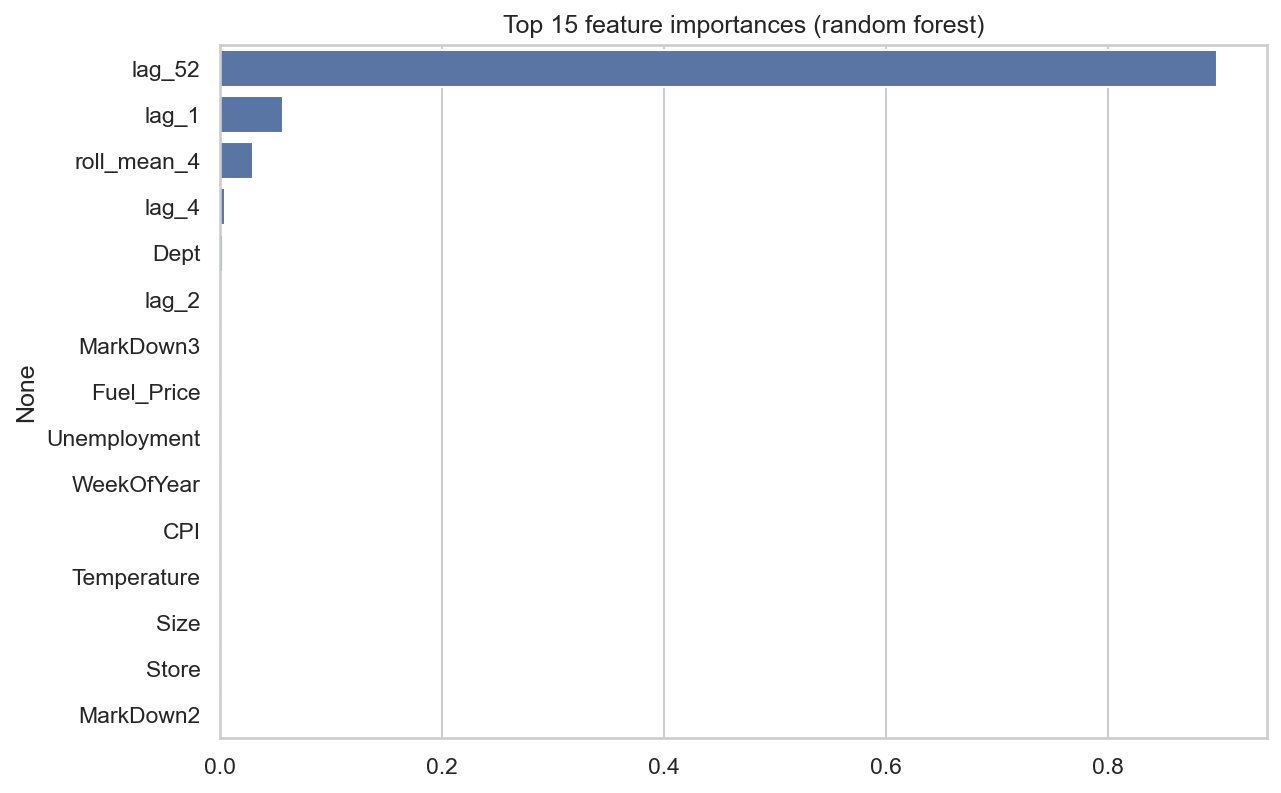 Top 15 feature importances (random forest)
lag_52
lag_1
roll_mean_4
lag_4
Dept
lag_2
MarkDown3
Fuel_Price
Unemployment
WeekOfYear
CPI
Temperature
Size
Store
MarkDown2
None
0.0 0.2 0.4 0.6 0.8